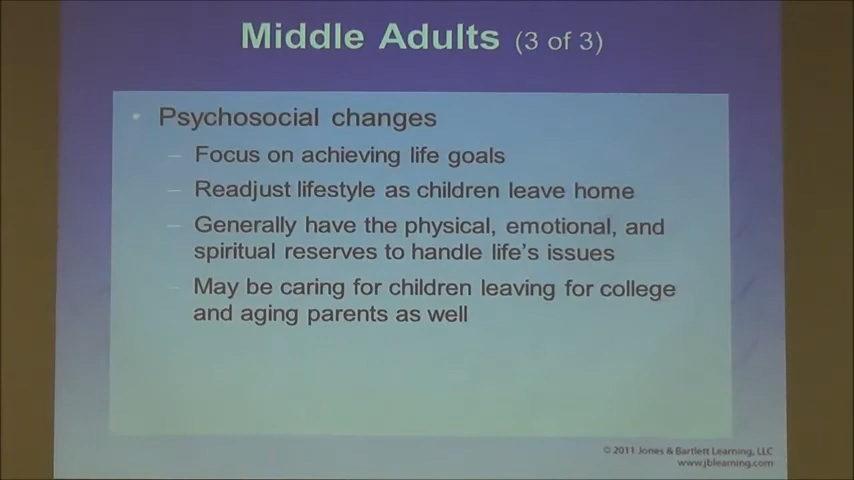 Middle Adults (3 of 3)
• Psychosocial changes
– Focus on achieving life goals
– Readjust lifestyle as children leave home
– Generally have the physical, emotional, and
spiritual reserves to handle life's issues
– May be caring for children leaving for college
and aging parents as well
© 2011 Jones & Bartlett Learning, LLC
www.jblearning.com